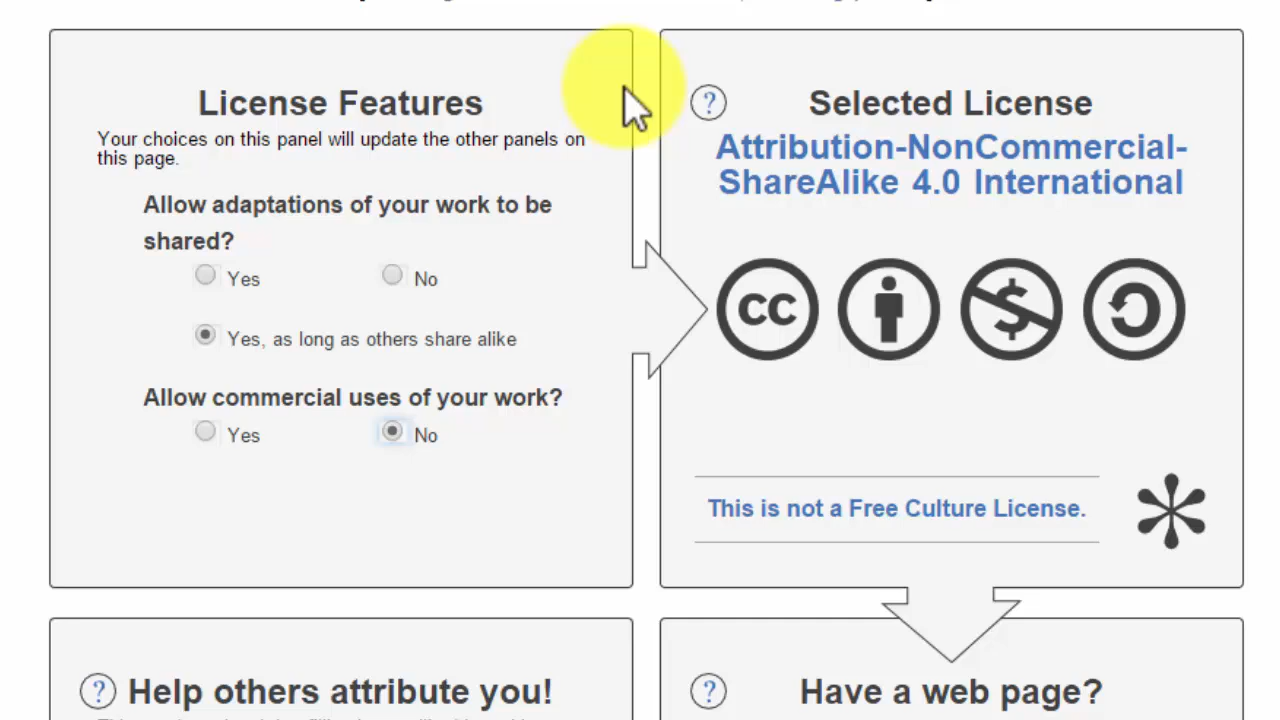 License Features
Your choices on this panel will update the other panels on
this page.
Allow adaptations of your work to be
shared?
Yes
No
Yes, as long as others share alike
Allow commercial uses of your work?
Yes
No
?
Selected License
Attribution-NonCommercial-
ShareAlike 4.0 International
cc
$
This is not a Free Culture License.
?
Help others attribute you!
?
Have a web page?